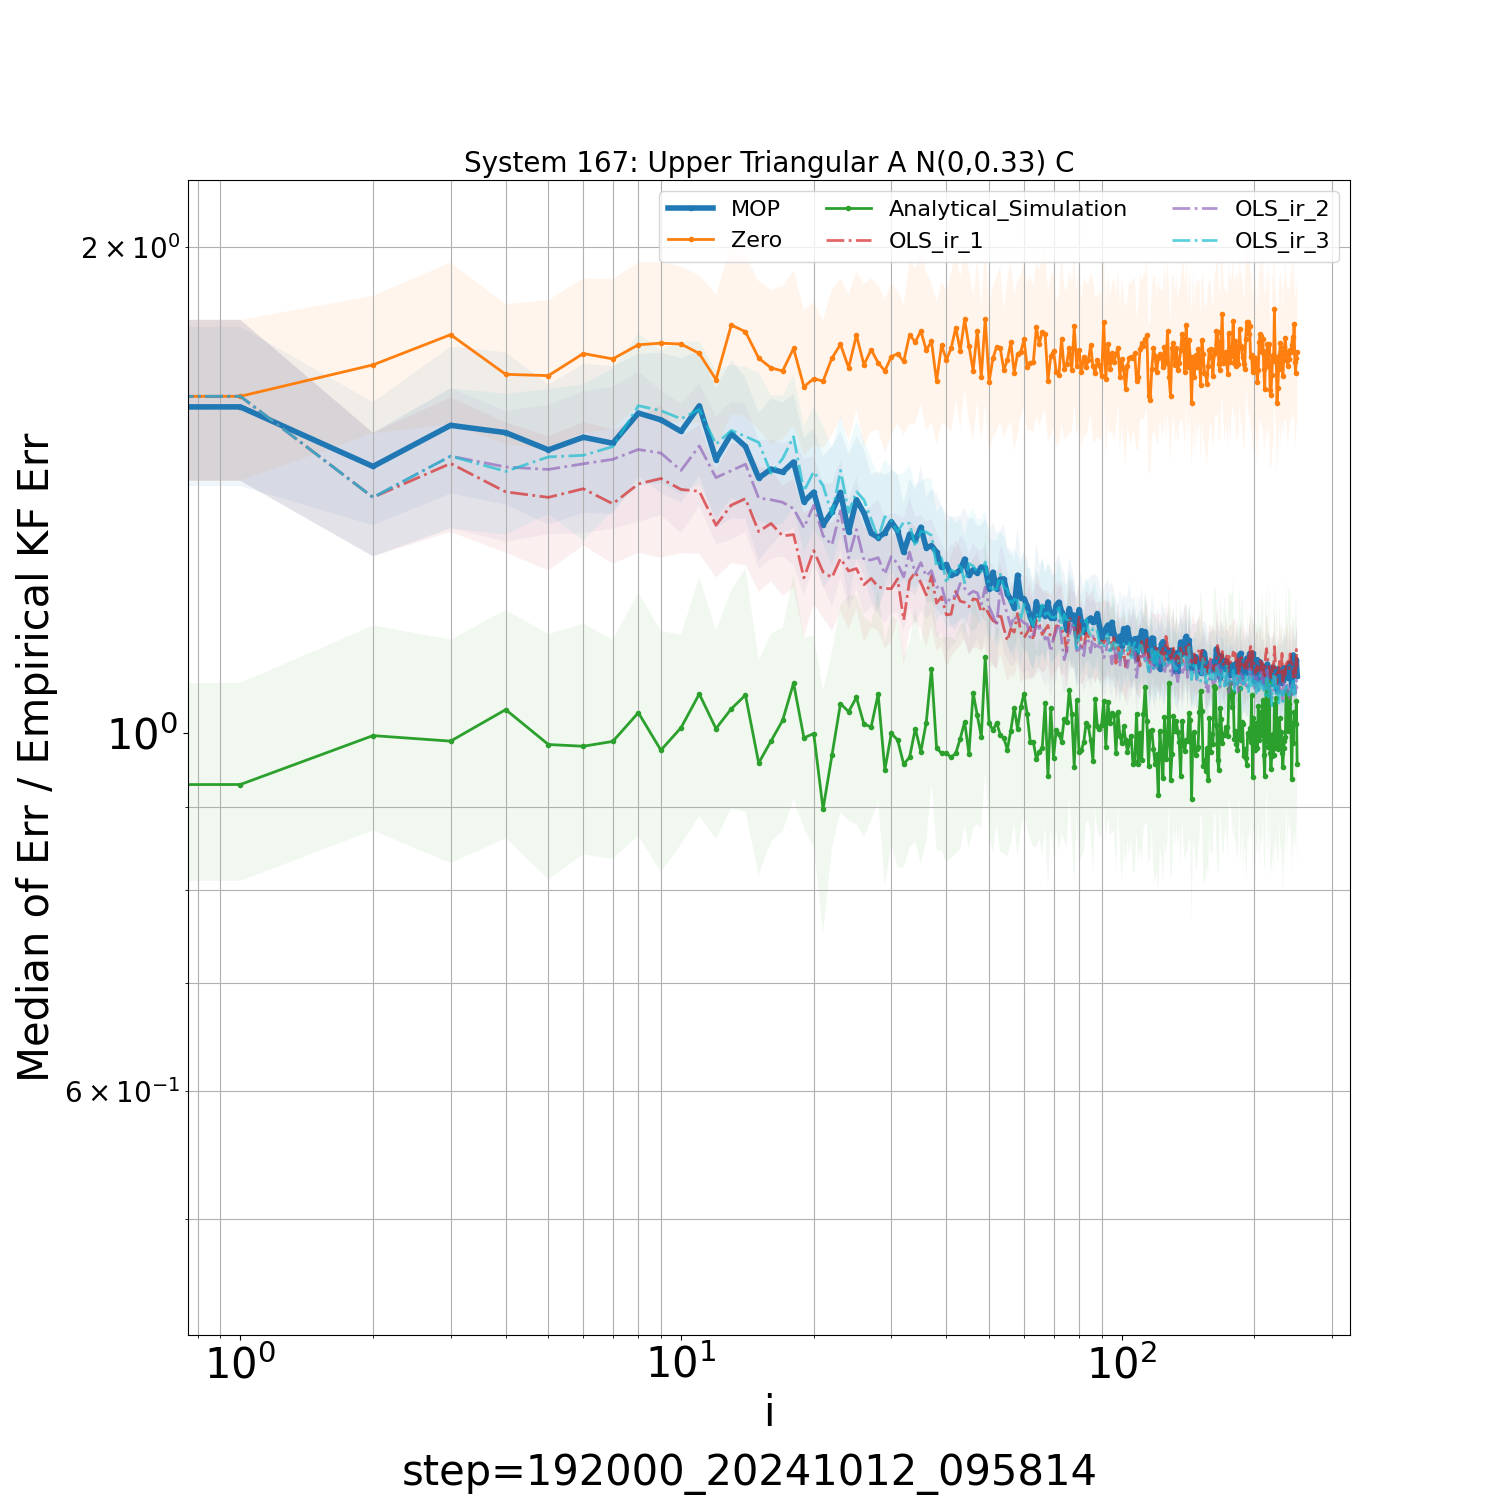 System 167: Upper Triangular A N(0,0.33) C
MOP
Zero
Analytical_Simulation
OLS_ir_1
OLS_ir_2
OLS_ir_3
2 × 10⁰
10⁰
6 × 10⁻¹
Median of Err / Empirical KF Err
10⁰ 10¹ 10²
i
step=192000_20241012_095814